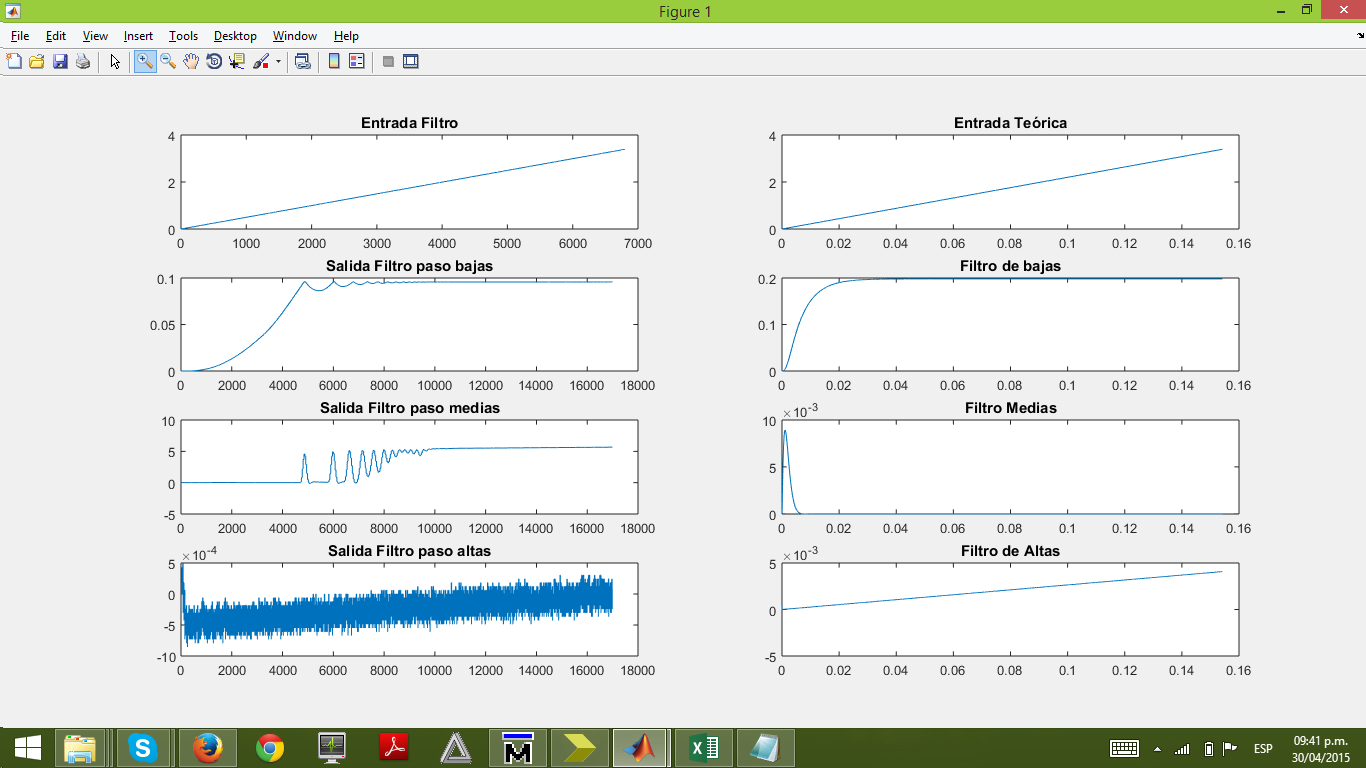 Figure 1
File Edit View Insert Tools Desktop Window Help
Entrada Filtro
4
2
0
0 1000 2000 3000 4000 5000 6000 7000
Entrada Teórica
4
2
0
0 0.02 0.04 0.06 0.08 0.1 0.12 0.14 0.16
Salida Filtro paso bajas
0.1
0.05
0
0 2000 4000 6000 8000 10000 12000 14000 16000 18000
Filtro de bajas
0.2
0.1
0
0 0.02 0.04 0.06 0.08 0.1 0.12 0.14 0.16
Salida Filtro paso medias
10
5
0
-5
0 2000 4000 6000 8000 10000 12000 14000 16000 18000
Filtro Medias
×10⁻³
10
5
0
0 0.02 0.04 0.06 0.08 0.1 0.12 0.14 0.16
Salida Filtro paso altas
×10⁻⁴
5
0
-5
-10
0 2000 4000 6000 8000 10000 12000 14000 16000 18000
Filtro de Altas
×10⁻³
5
0
-5
0 0.02 0.04 0.06 0.08 0.1 0.12 0.14 0.16
ESP
09:41 p.m.
30/04/2015